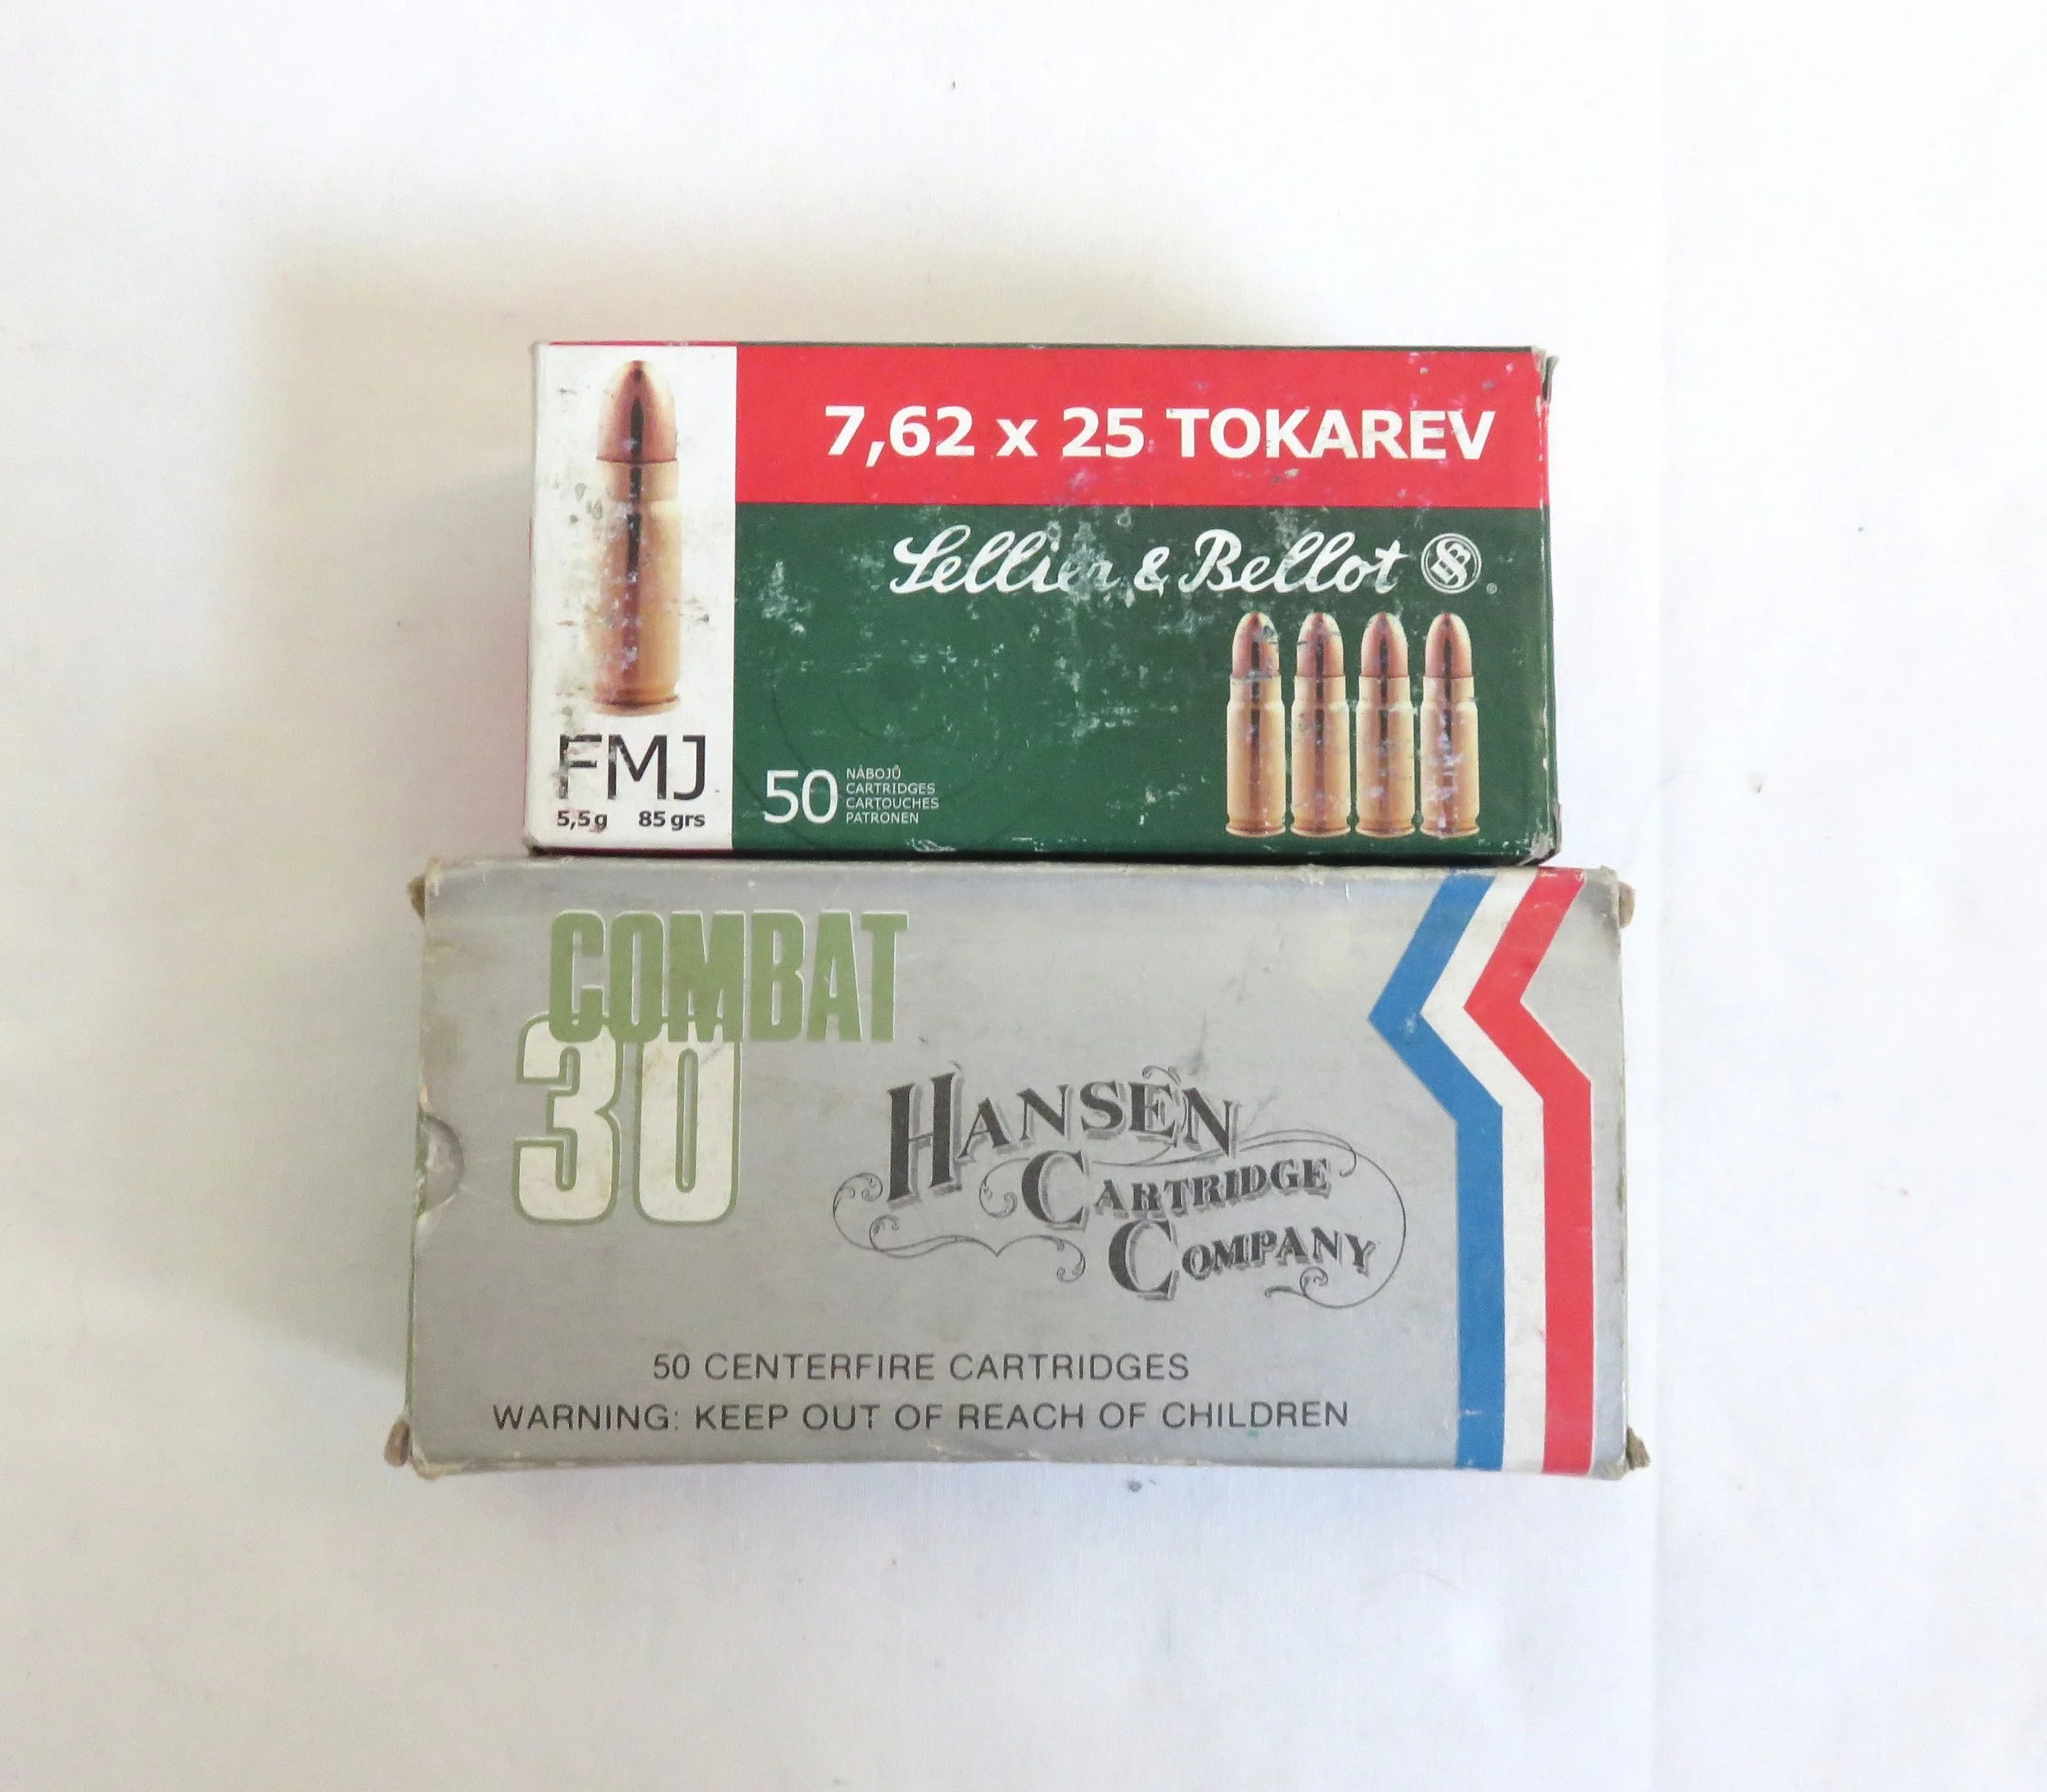 7,62 x 25 TOKAREV
Sellier & Bellot
FMJ
5,5g 85 grs
50
NÁBOJŮ
CARTRIDGES
CARTOUCHES
PATRONEN
COMBAT
30
HANSEN
CARTRIDGE
COMPANY
50 CENTERFIRE CARTRIDGES
WARNING: KEEP OUT OF REACH OF CHILDREN